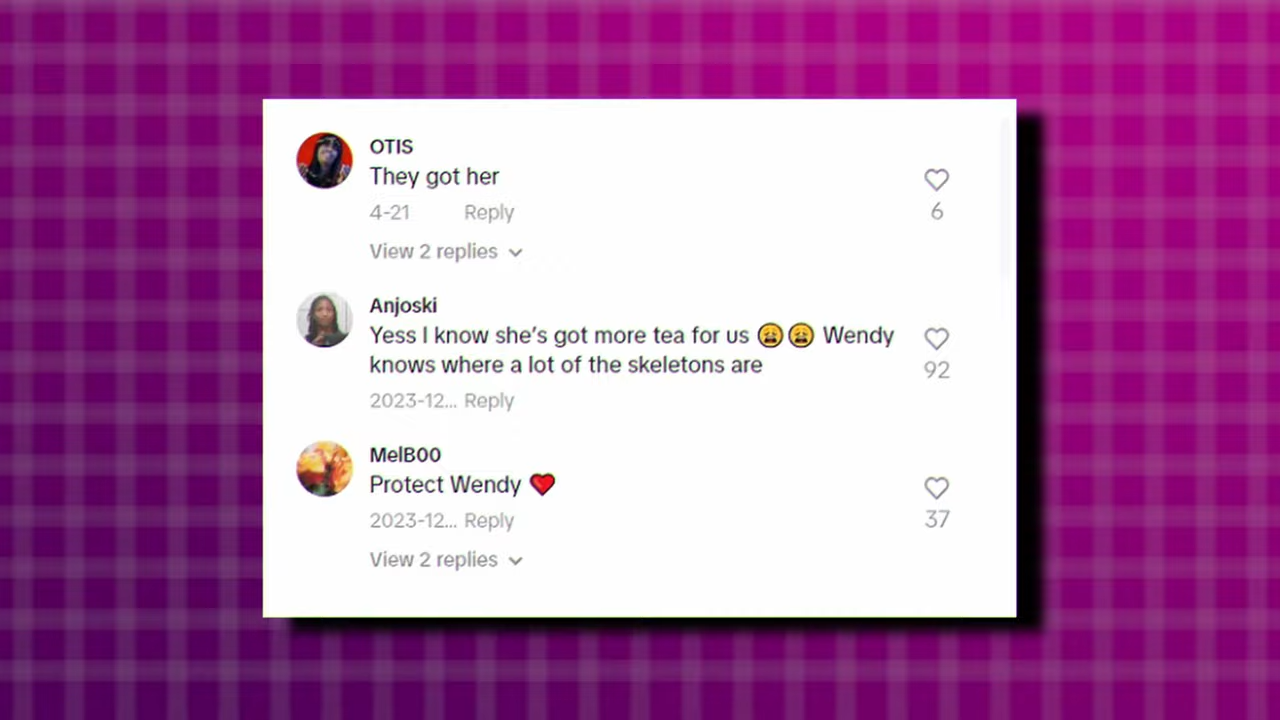 OTIS
They got her
6
4-21 Reply
View 2 replies
Anjoski
Yess I know she's got more tea for us 😩😩 Wendy
knows where a lot of the skeletons are
92
2023-12... Reply
MelB00
Protect Wendy ❤️
37
2023-12... Reply
View 2 replies